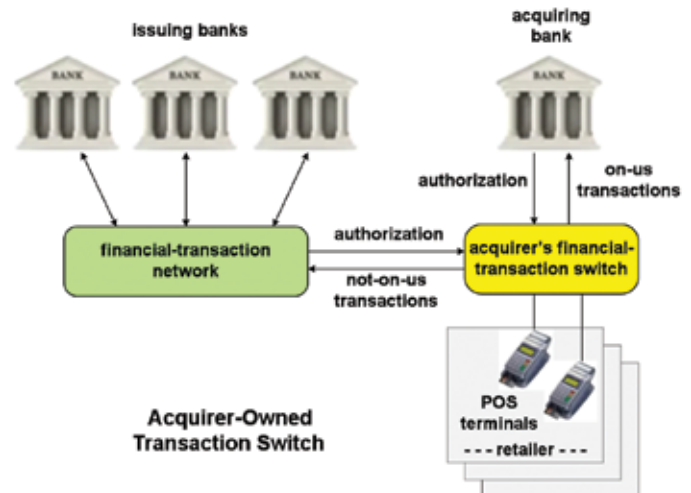 issuing banks
acquiring
bank
BANK
BANK
BANK
BANK
authorization
on-us
transactions
financial-transaction
network
authorization
not-on-us
transactions
acquirer's financial-
transaction switch
POS
terminals
- - - retailer - - -
Acquirer-Owned
Transaction Switch